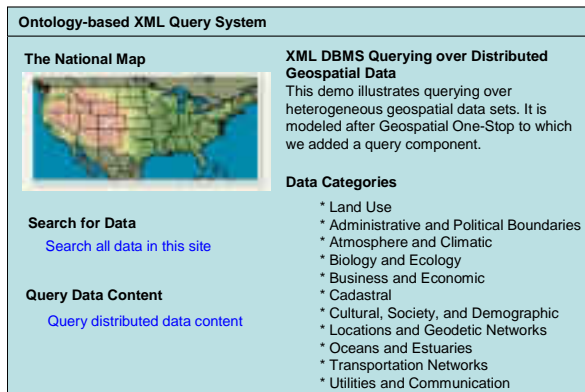 Ontology-based XML Query System
The National Map
Search for Data
Search all data in this site
Query Data Content
Query distributed data content
XML DBMS Querying over Distributed
Geospatial Data
This demo illustrates querying over
heterogeneous geospatial data sets. It is
modeled after Geospatial One-Stop to which
we added a query component.
Data Categories
* Land Use
* Administrative and Political Boundaries
* Atmosphere and Climatic
* Biology and Ecology
* Business and Economic
* Cadastral
* Cultural, Society, and Demographic
* Locations and Geodetic Networks
* Oceans and Estuaries
* Transportation Networks
* Utilities and Communication